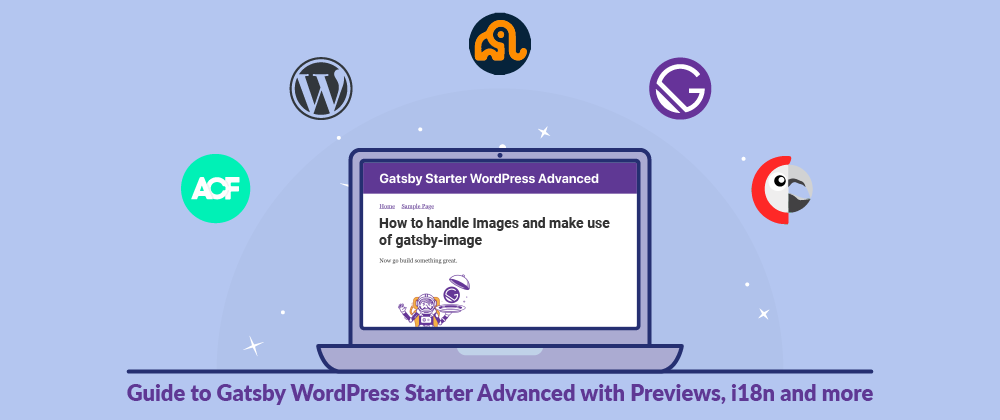 ACF
W
G
Gatsby Starter WordPress Advanced
Home Sample Page
How to handle Images and make use
of gatsby-image
Now go build something great.
Guide to Gatsby WordPress Starter Advanced with Previews, i18n and more